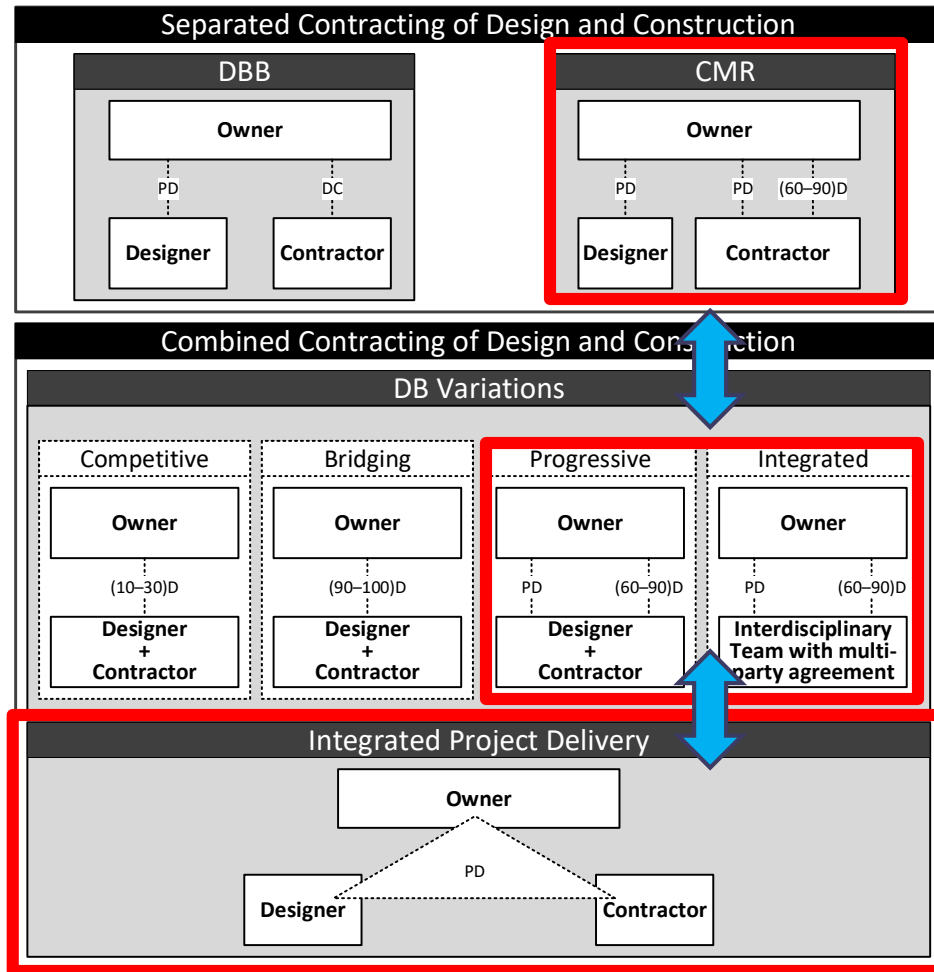 Separated Contracting of Design and Construction
DBB
Owner
PD
DC
Designer
Contractor
CMR
Owner
PD
PD
(60–90)D
Designer
Contractor
Combined Contracting of Design and Cons uction
DB Variations
Competitive
Owner
(10–30)D
Designer
+
Contractor
Bridging
Owner
(90–100)D
Designer
+
Contractor
Progressive
Owner
PD
(60–90)D
Designer
+
Contractor
Integrated
Owner
PD
(60–90)D
Interdisciplinary
Team with multi-
party agreement
Integrated Project Delivery
Owner
PD
Designer
Contractor